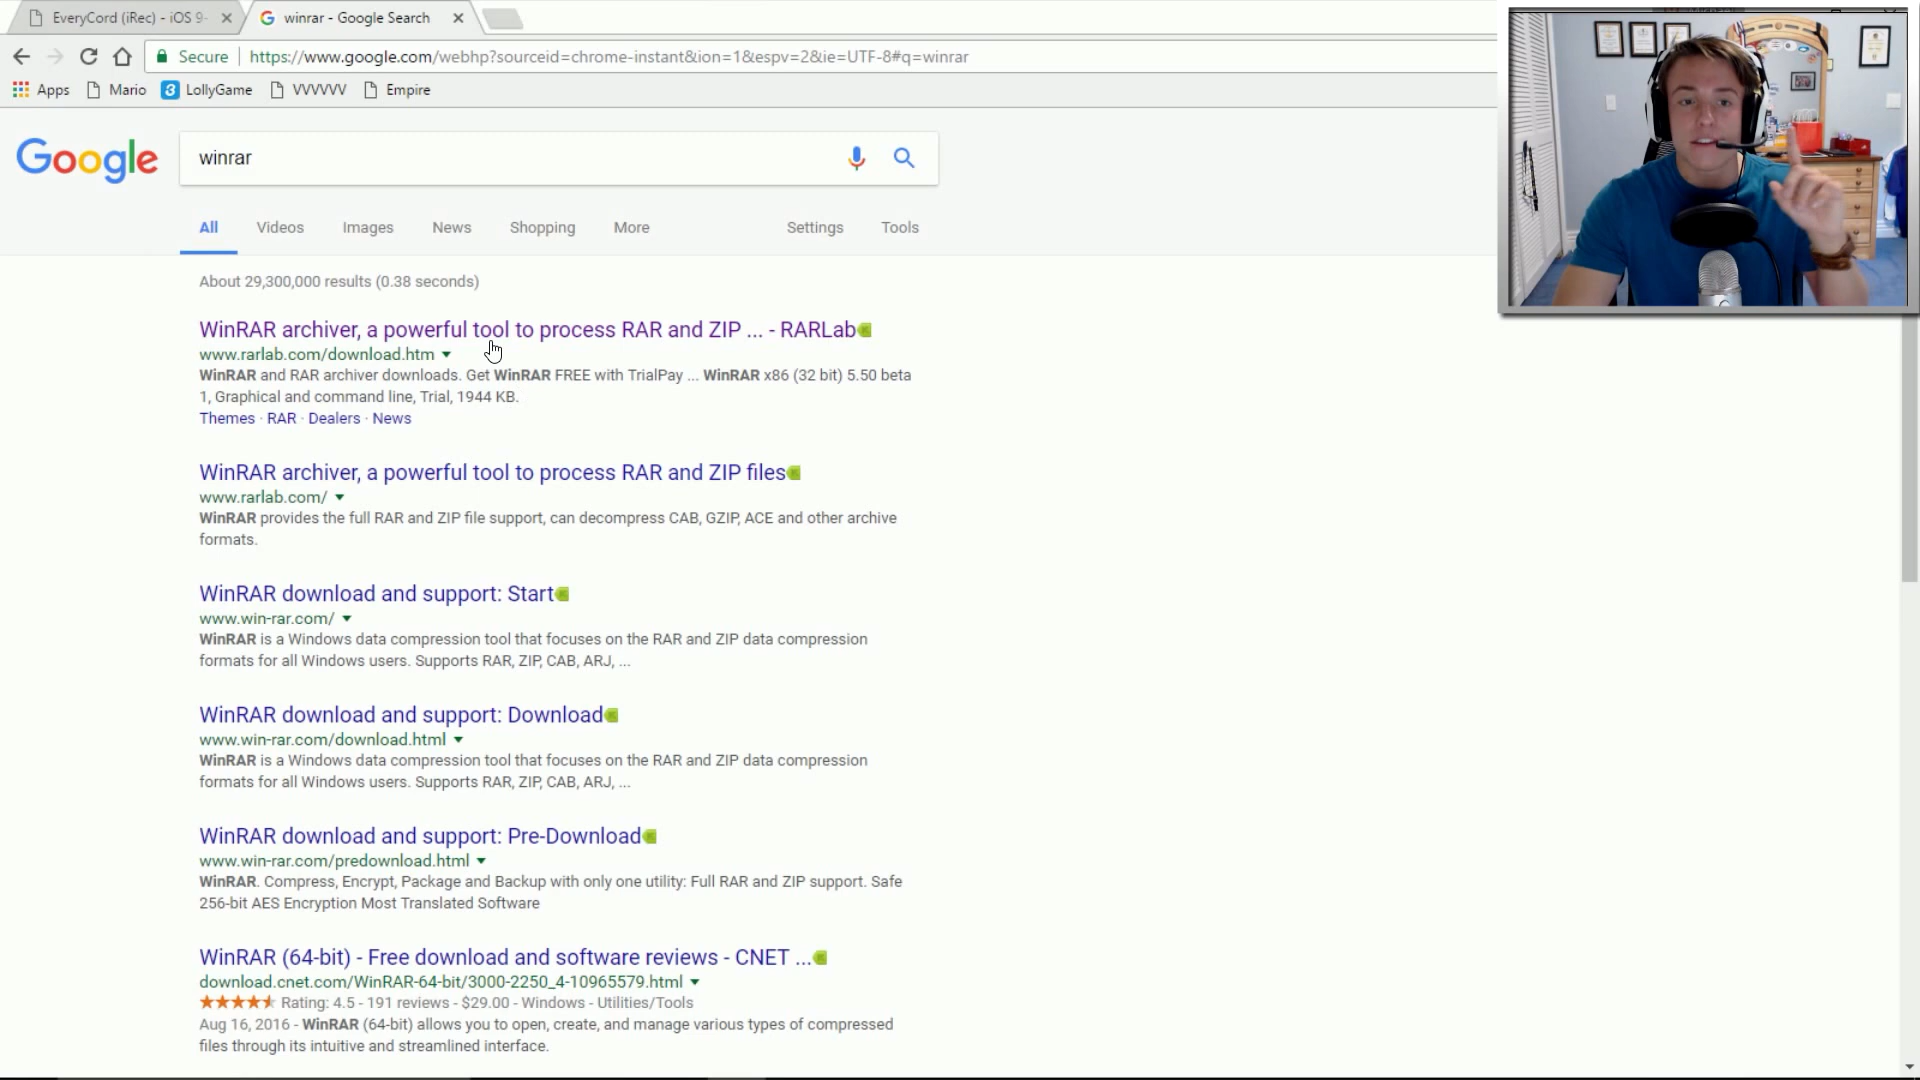 EveryCord (iRec) - iOS 9-
winrar - Google Search
Secure
https://www.google.com/webhp?sourceid=chrome-instant&ion=1&espv=2&ie=UTF-8#q=winrar
Apps
Mario
LollyGame
VVVVVV
Empire
Google
winrar
All
Videos
Images
News
Shopping
More
Settings
Tools
About 29,300,000 results (0.38 seconds)
WinRAR archiver, a powerful tool to process RAR and ZIP ... - RARLab
www.rarlab.com/download.htm
WinRAR and RAR archiver downloads. Get WinRAR FREE with TrialPay ... WinRAR x86 (32 bit) 5.50 beta
1, Graphical and command line, Trial, 1944 KB.
Themes · RAR · Dealers · News
WinRAR archiver, a powerful tool to process RAR and ZIP files
www.rarlab.com/
WinRAR provides the full RAR and ZIP file support, can decompress CAB, GZIP, ACE and other archive
formats.
WinRAR download and support: Start
www.win-rar.com/
WinRAR is a Windows data compression tool that focuses on the RAR and ZIP data compression
formats for all Windows users. Supports RAR, ZIP, CAB, ARJ, ...
WinRAR download and support: Download
www.win-rar.com/download.html
WinRAR is a Windows data compression tool that focuses on the RAR and ZIP data compression
formats for all Windows users. Supports RAR, ZIP, CAB, ARJ, ...
WinRAR download and support: Pre-Download
www.win-rar.com/predownload.html
WinRAR. Compress, Encrypt, Package and Backup with only one utility: Full RAR and ZIP support. Safe
256-bit AES Encryption Most Translated Software
WinRAR (64-bit) - Free download and software reviews - CNET ...
download.cnet.com/WinRAR-64-bit/3000-2250_4-10965579.html
Rating: 4.5 - 191 reviews - $29.00 - Windows - Utilities/Tools
Aug 16, 2016 - WinRAR (64-bit) allows you to open, create, and manage various types of compressed
files through its intuitive and streamlined interface.